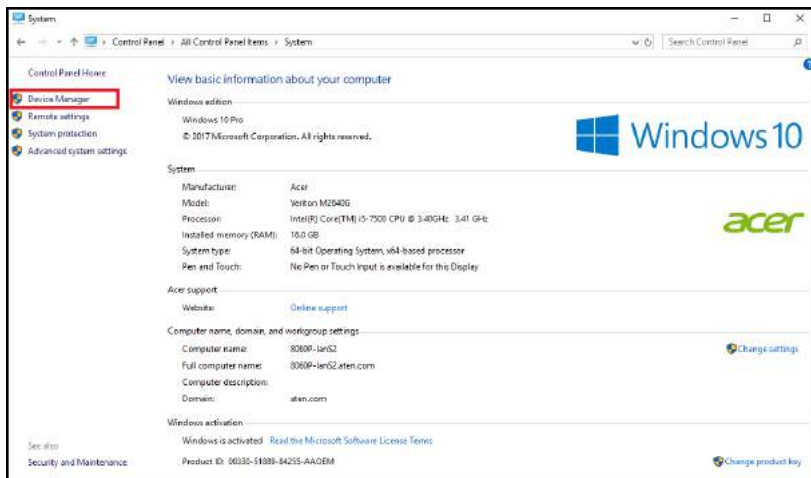 System
Control Panel > All Control Panel Items > System
Search Control Panel
Control Panel Home
Device Manager
Remote settings
System protection
Advanced system settings
View basic information about your computer
Windows edition
Windows 10 Pro
© 2017 Microsoft Corporation. All rights reserved.
Windows 10
System
Manufacturer: Acer
Model: Veriton M2640G
Processor: Intel(R) Core(TM) i5-7500 CPU @ 3.40GHz 3.41 GHz
Installed memory (RAM): 16.0 GB
System type: 64-bit Operating System, x64-based processor
Pen and Touch: No Pen or Touch Input is available for this Display
acer
Acer support
Website: Online support
Computer name, domain, and workgroup settings
Computer name: 8060P-IanS2
Full computer name: 8060P-IanS2.aten.com
Computer description:
Domain: aten.com
Change settings
Windows activation
Windows is activated Read the Microsoft Software License Terms
Product ID: 00330-51889-84255-AAOEM
Change product key
See also
Security and Maintenance